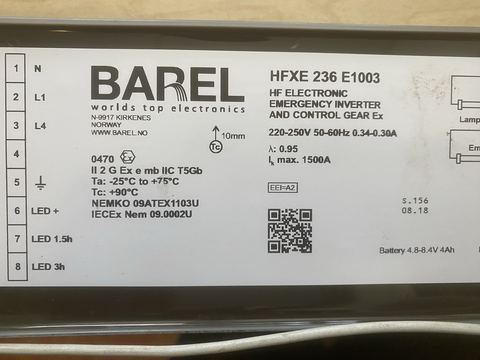 1 N
2 L1
3 L4
4
5
6 LED +
7 LED 1.5h
8 LED 3h
BAREL
worlds top electronics
N-9917 KIRKENES
NORWAY
WWW.BAREL.NO
10mm
Tc
0470 Ex
II 2 G Ex e mb IIC T5Gb
Ta: -25°C to +75°C
Tc: +90°C
NEMKO 09ATEX1103U
IECEx Nem 09.0002U
HFXE 236 E1003
HF ELECTRONIC
EMERGENCY INVERTER
AND CONTROL GEAR Ex
220-250V 50-60Hz 0.34-0.30A
λ: 0.95
max. 1500A
EEI=A2
s.156
08.18
Battery 4.8-8.4V 4Ah
Lamp
Em